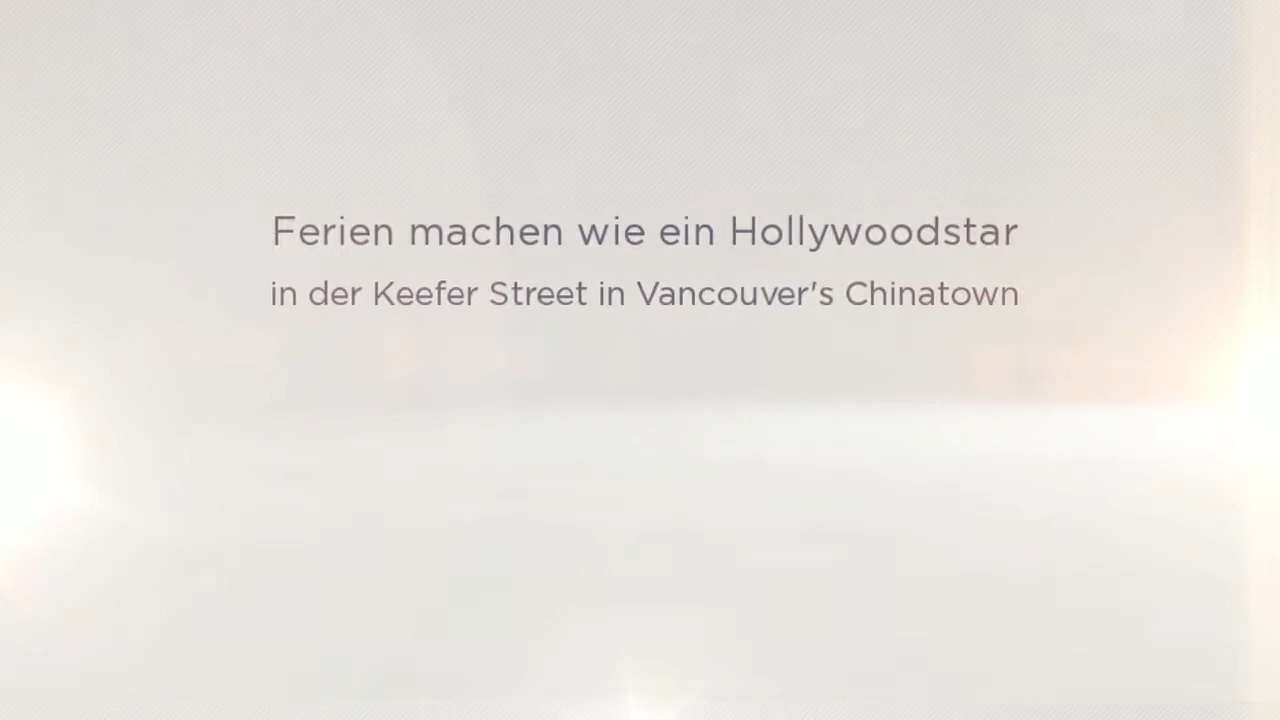 Ferien machen wie ein Hollywoodstar
in der Keefer Street in Vancouver's Chinatown